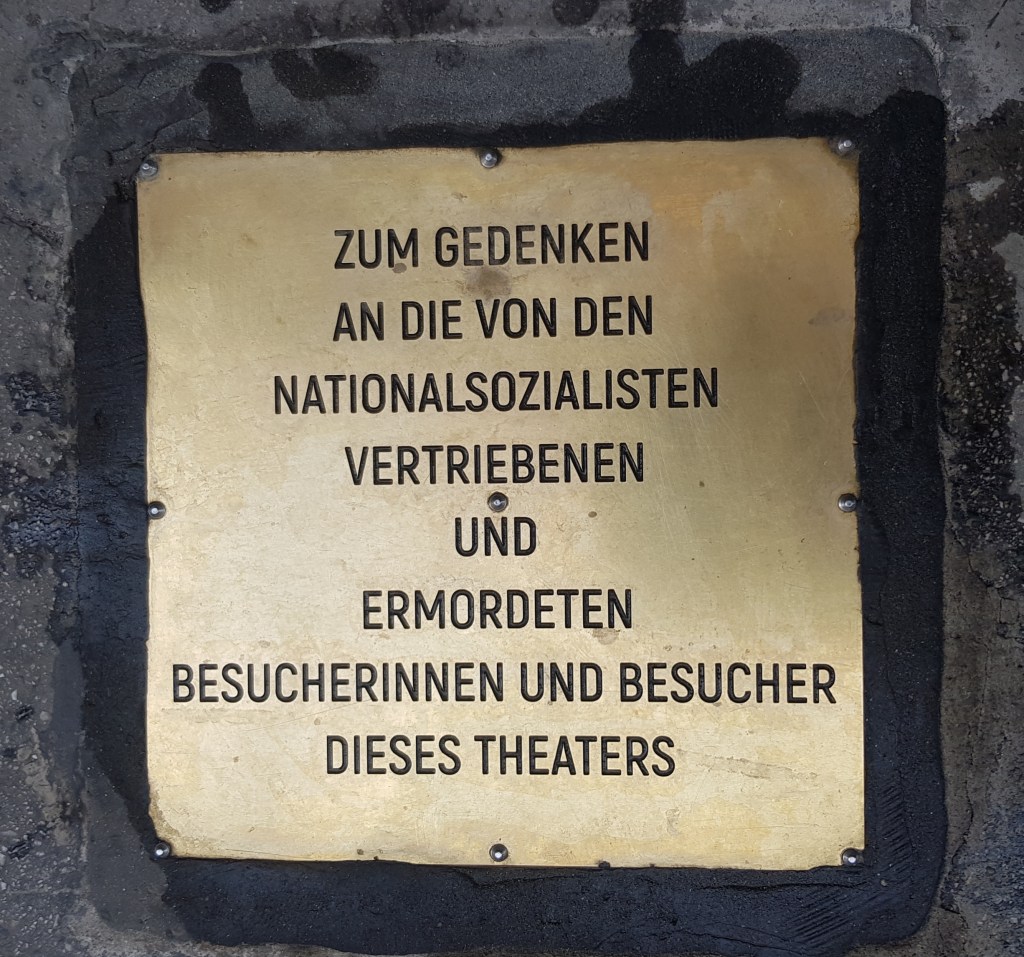 ZUM GEDENKEN
AN DIE VON DEN
NATIONALSOZIALISTEN
VERTRIEBENEN
UND
ERMORDETEN
BESUCHERINNEN UND BESUCHER
DIESES THEATERS